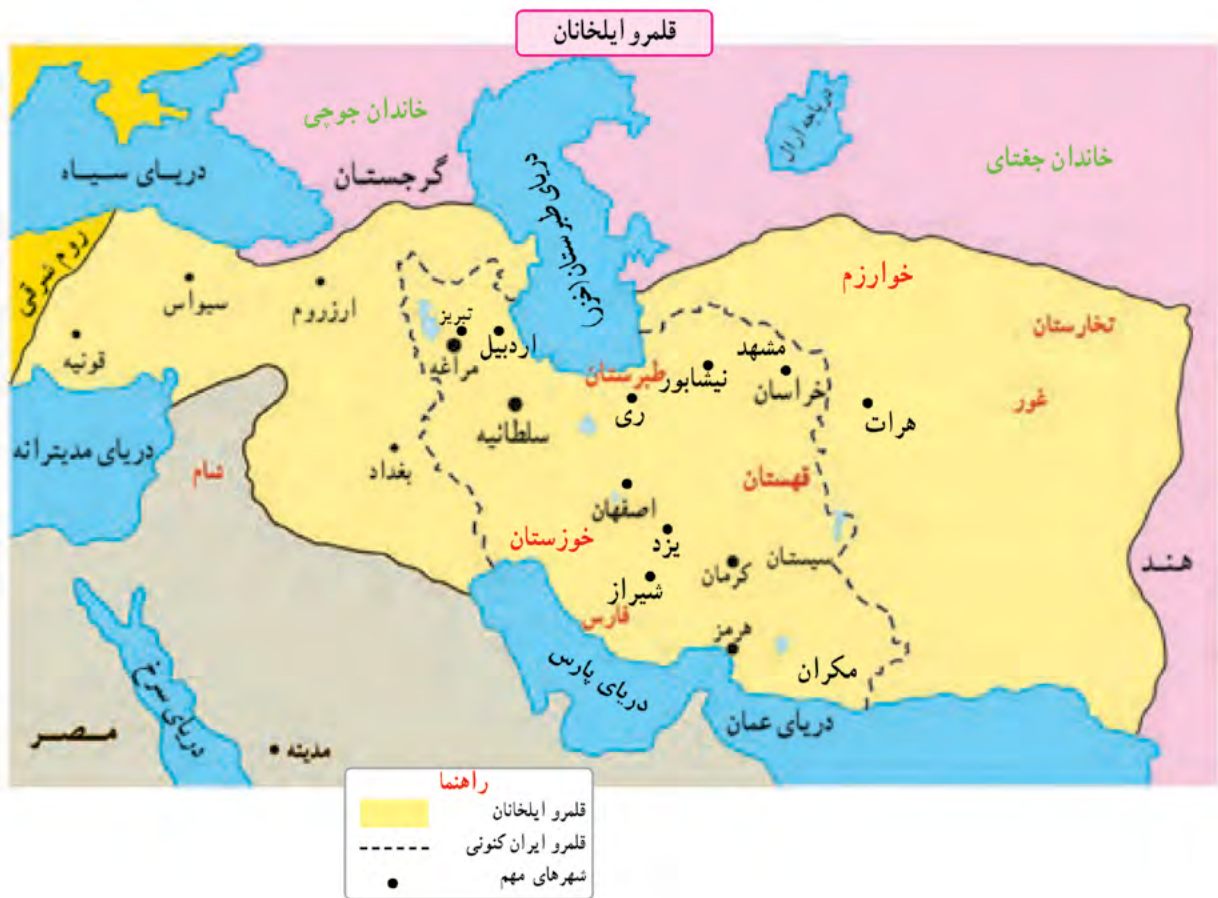 قلمرو ایلخانان
خاندان جوچی
دریاچه آرال
خاندان جغتای
دریای سیاه
گرجستان
دریای طبرستان (خزر)
روم شرقی
خوارزم
سیواس
ارزروم
تخارستان
قونیه
تبریز
اردبیل
مراغه
طبرستان
نیشابور
مشهد
خراسان
غور
هرات
ری
سلطانیه
دریای مدیترانه
شام
بغداد
قهستان
اصفهان
خوزستان
یزد
سیستان
کرمان
هند
شیراز
فارس
هرمز
مکران
دریای پارس
دریای عمان
دریای سرخ
مصر
مدینه
راهنما
قلمرو ایلخانان
قلمرو ایران کنونی
شهرهای مهم